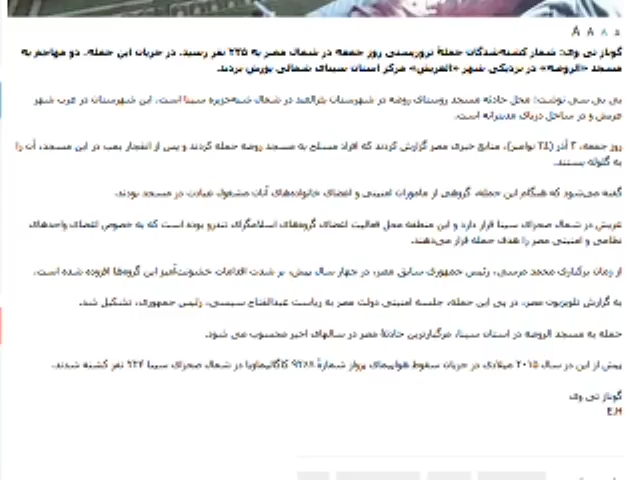 A A A A
گوناز تی وی: شمار کشته‌شدگان حملهٔ تروریستی روز جمعه در شمال مصر به ۲۳۵ نفر رسید. در جریان این حمله، دو مهاجم به
مسجد «الروضه» در نزدیکی شهر «العریش» مرکز استان سینای شمالی یورش بردند.
بی بی سی نوشت: محل حادثه مسجد روستای روضه در شهرستان بئرالعبد در شمال شبه‌جزیره سینا است. این شهرستان در غرب شهر
عریش و در ساحل دریای مدیترانه است.
روز جمعه، ۳ آذر (۲۴ نوامبر)، منابع خبری مصر گزارش کردند که افراد مسلح به مسجد روضه حمله کردند و پس از انفجار بمب در این مسجد، آن را
به گلوله بستند.
گفته می‌شود که هنگام این حمله، گروهی از ماموران امنیتی و اعضای خانواده‌های آنان مشغول عبادت در مسجد بودند.
عریش در شمال صحرای سینا قرار دارد و این منطقه محل فعالیت اعضای گروه‌های اسلامگرای تندرو بوده است که به خصوص اعضای واحدهای
نظامی و امنیتی مصر را هدف حمله قرار می‌دهند.
از زمان برکناری محمد مرسی، رئیس جمهوری سابق مصر، در چهار سال پیش، بر شدت اقدامات خشونت‌آمیز این گروه‌ها افزوده شده است.
به گزارش تلویزیون مصر، در پی این حمله، جلسه امنیتی دولت مصر به ریاست عبدالفتاح سیسی، رئیس جمهوری، تشکیل شد.
حمله به مسجد الروضه در استان سینا، مرگبارترین حادثهٔ مصر در سالهای اخیر محسوب می شود.
پیش از این در سال ۲۰۱۵ میلادی در جریان سقوط هواپیمای پرواز شمارهٔ ۹۲۶۸ کاگالیماویا در شمال صحرای سینا ۲۲۴ نفر کشته شدند.
گوناز تی وی
E.H